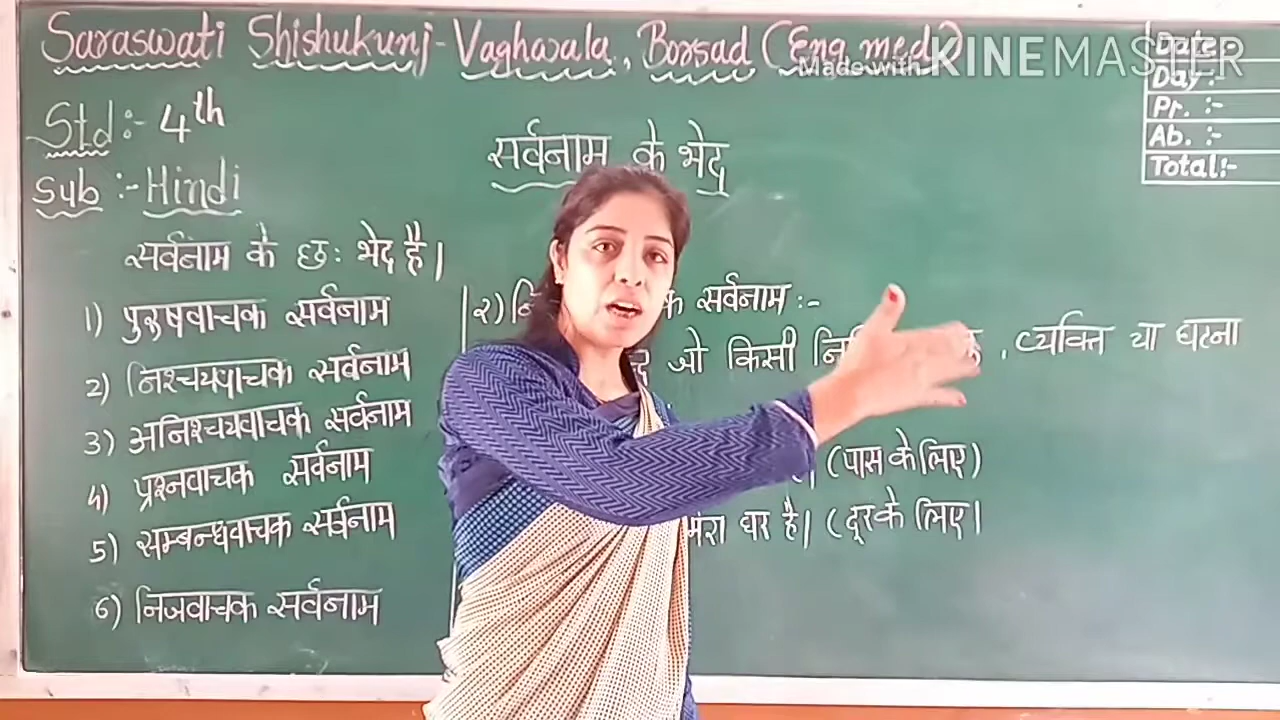 Saraswati Shishukunj-Vaghwala, Borsad (Eng.med.)
Made with KINEMASTER
Date:-
Day:-
Pr. :-
Ab. :-
Total:-
Std :- 4th
Sub :- Hindi
सर्वनाम के भेद
सर्वनाम के छः भेद है।
1) पुरुषवाचक सर्वनाम
2) निश्चयवाचक सर्वनाम
3) अनिश्चयवाचक सर्वनाम
4) प्रश्नवाचक सर्वनाम
5) सम्बन्धवाचक सर्वनाम
6) निजवाचक सर्वनाम
२) सर्वनाम :-
जो किसी , व्यक्ति या घटना
(पास के लिए)
मेरा घर है। (दूर के लिए।